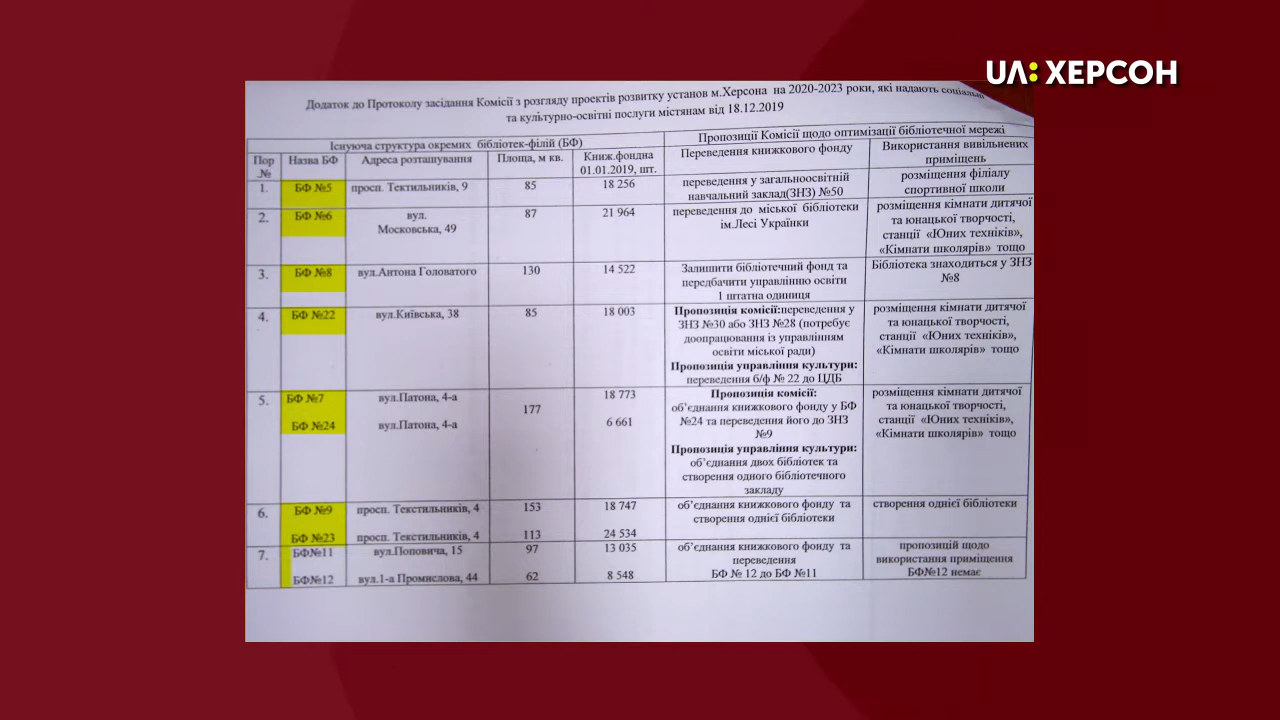 UA: ХЕРСОН
Додаток до Протоколу засідання Комісії з розгляду проектів розвитку установ м.Херсона на 2020-2023 роки, які надають соціальні
та культурно-освітні послуги містянам від 18.12.2019
Існуюча структура окремих бібліотек-філій (БФ)
Пропозиції Комісії щодо оптимізації бібліотечної мережі
Пор
.№
Назва БФ
Адреса розташування
Площа, м кв.
Книж.фондна
01.01.2019, шт.
Переведення книжкового фонду
Використання вивільнених
приміщень
1.
БФ №5
просп. Тектильників, 9
85
18 256
переведення у загальноосвітній
навчальний заклад(ЗНЗ) №50
розміщення філіалу
спортивної школи
2.
БФ №6
вул.
Московська, 49
87
21 964
переведення до міської бібліотеки
ім.Лесі Українки
розміщення кімнати дитячої
та юнацької творчості,
станції «Юних техніків»,
«Кімнати школярів» тощо
3.
БФ №8
вул.Антона Головатого
130
14 522
Залишити бібліотечний фонд та
передбачити управлінню освіти
1 штатна одиниця
Бібліотека знаходиться у ЗНЗ
№8
4.
БФ №22
вул.Київська, 38
85
18 003
Пропозиція комісії:переведення у
ЗНЗ №30 або ЗНЗ №28 (потребує
доопрацювання із управлінням
освіти міської ради)
Пропозиція управління культури:
переведення б/ф № 22 до ЦДБ
розміщення кімнати дитячої
та юнацької творчості,
станції «Юних техніків»,
«Кімнати школярів» тощо
5.
БФ №7
БФ №24
вул.Патона, 4-а
вул.Патона, 4-а
177
18 773
6 661
Пропозиція комісії:
об’єднання книжкового фонду у БФ
№24 та переведення його до ЗНЗ
№9
Пропозиція управління культури:
об’єднання двох бібліотек та
створення одного бібліотечного
закладу
розміщення кімнати дитячої
та юнацької творчості,
станції «Юних техніків»,
«Кімнати школярів» тощо
6.
БФ №9
БФ №23
просп. Текстильників, 4
просп. Текстильників, 4
153
113
18 747
24 534
об’єднання книжкового фонду та
створення однієї бібліотеки
створення однієї бібліотеки
7.
БФ№11
БФ№12
вул.Поповича, 15
вул.1-а Промислова, 44
97
62
13 035
8 548
об’єднання книжкового фонду та
переведення
БФ № 12 до БФ №11
пропозицій щодо
використання приміщення
БФ№12 немає